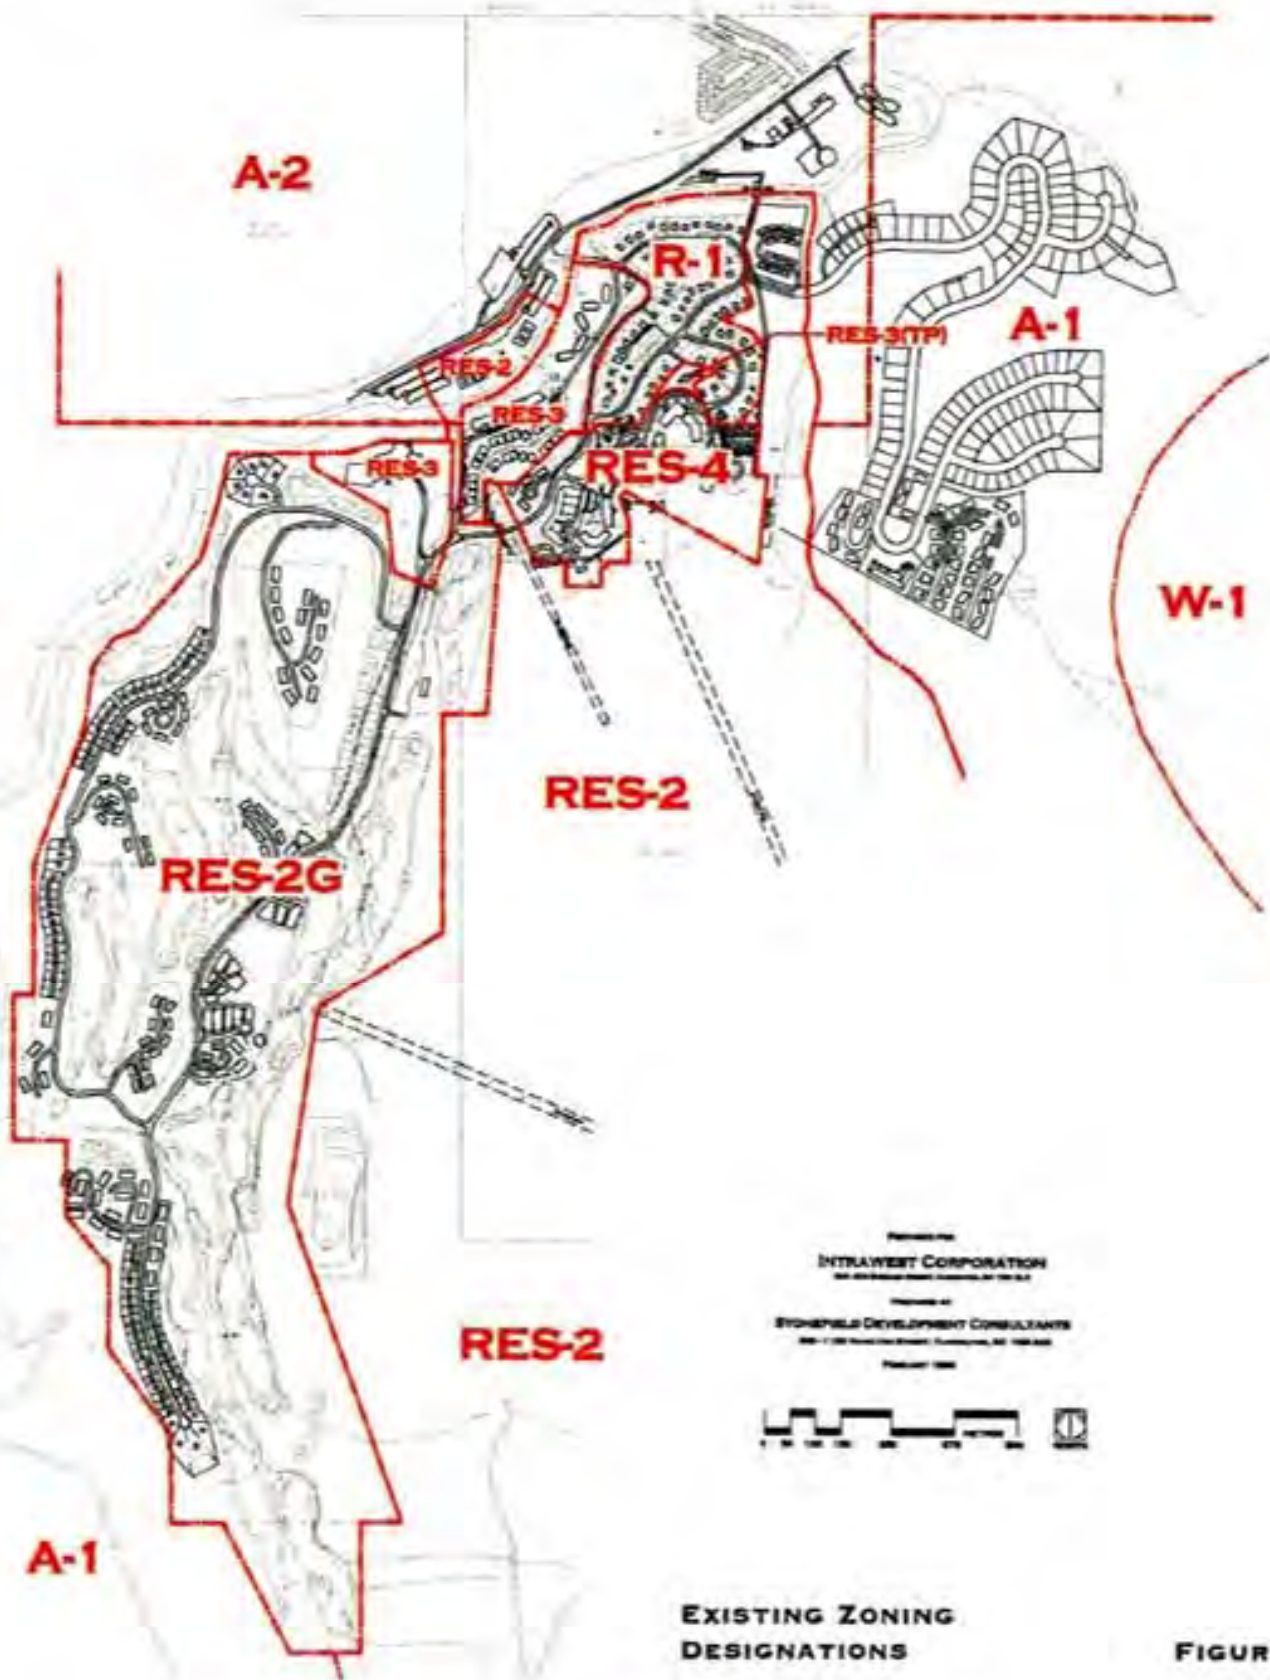 A-2
R-1
RES-3(TP)
A-1
RES-2
RES-3
RES-3
RES-4
W-1
RES-2
RES-2G
INTRAWEST CORPORATION
STONEFIELD DEVELOPMENT CONSULTANTS
RES-2
METRES
A-1
EXISTING ZONING
DESIGNATIONS
FIGUR